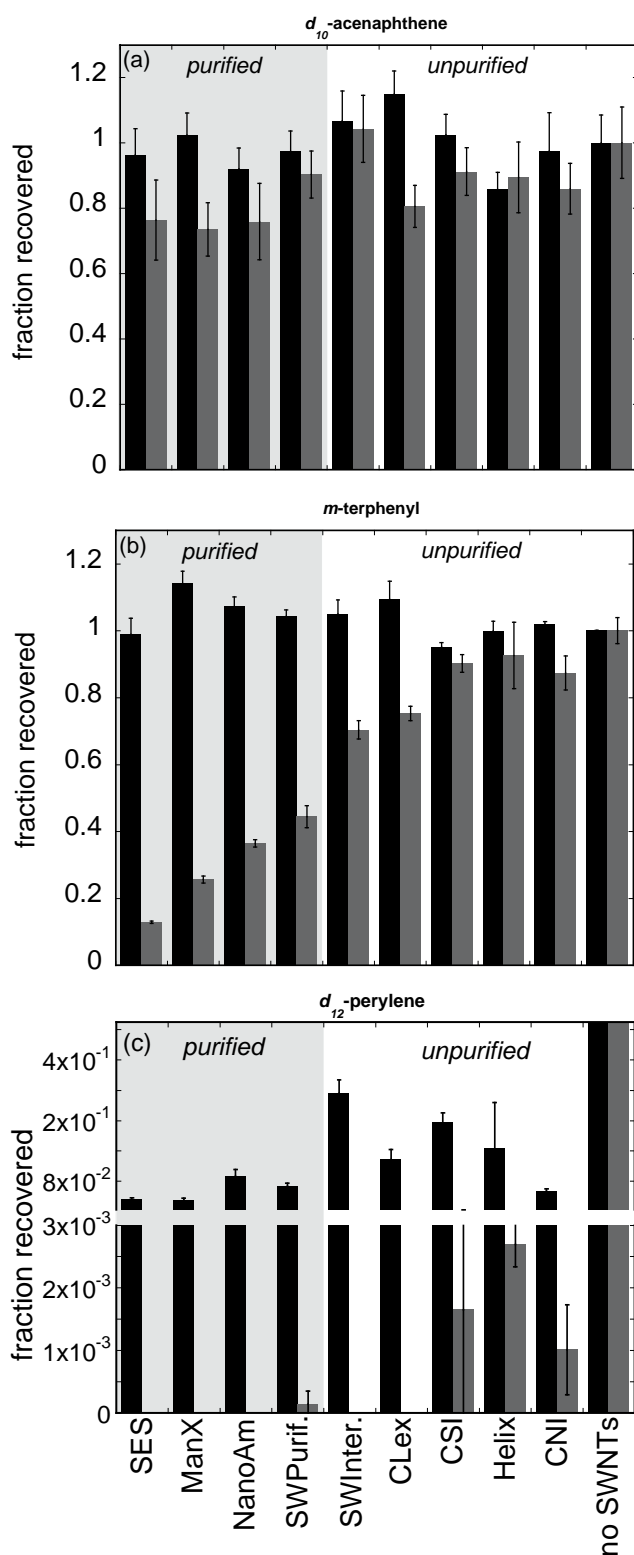 d10-acenaphthene
(a) purified unpurified
1.2
1
0.8
0.6
0.4
0.2
0
fraction recovered
m-terphenyl
(b) purified unpurified
1.2
1
0.8
0.6
0.4
0.2
0
fraction recovered
d12-perylene
(c) purified unpurified
4x10-1
2x10-1
8x10-2
3x10-3
2x10-3
1x10-3
0
fraction recovered
SES ManX NanoAm SWPurif. SWInter. CLex CSI Helix CNI no SWNTs